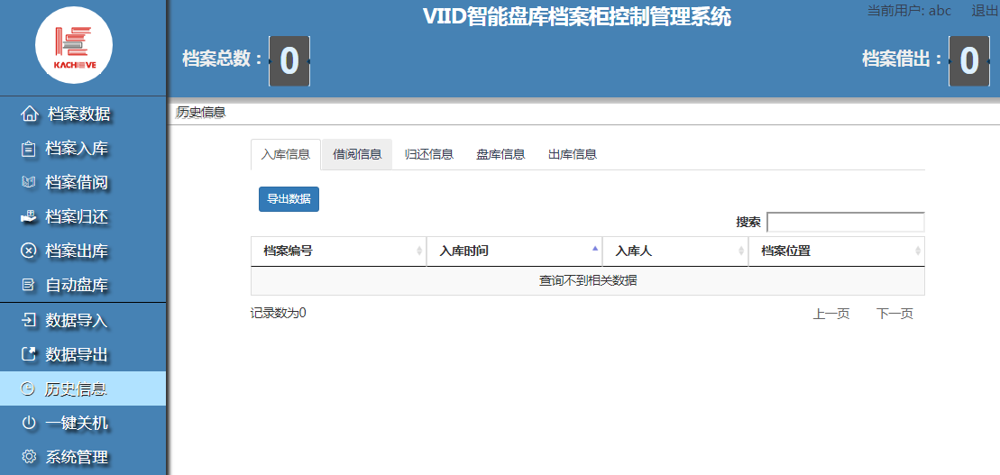 VIID智能盘库档案柜控制管理系统
当前用户: abc 退出
KACHIEVE
档案总数： 0
档案借出： 0
档案数据
档案入库
档案借阅
档案归还
档案出库
自动盘库
数据导入
数据导出
历史信息
一键关机
系统管理
历史信息
入库信息 借阅信息 归还信息 盘库信息 出库信息
导出数据
搜索
档案编号 入库时间 入库人 档案位置
查询不到相关数据
记录数为0
上一页 下一页